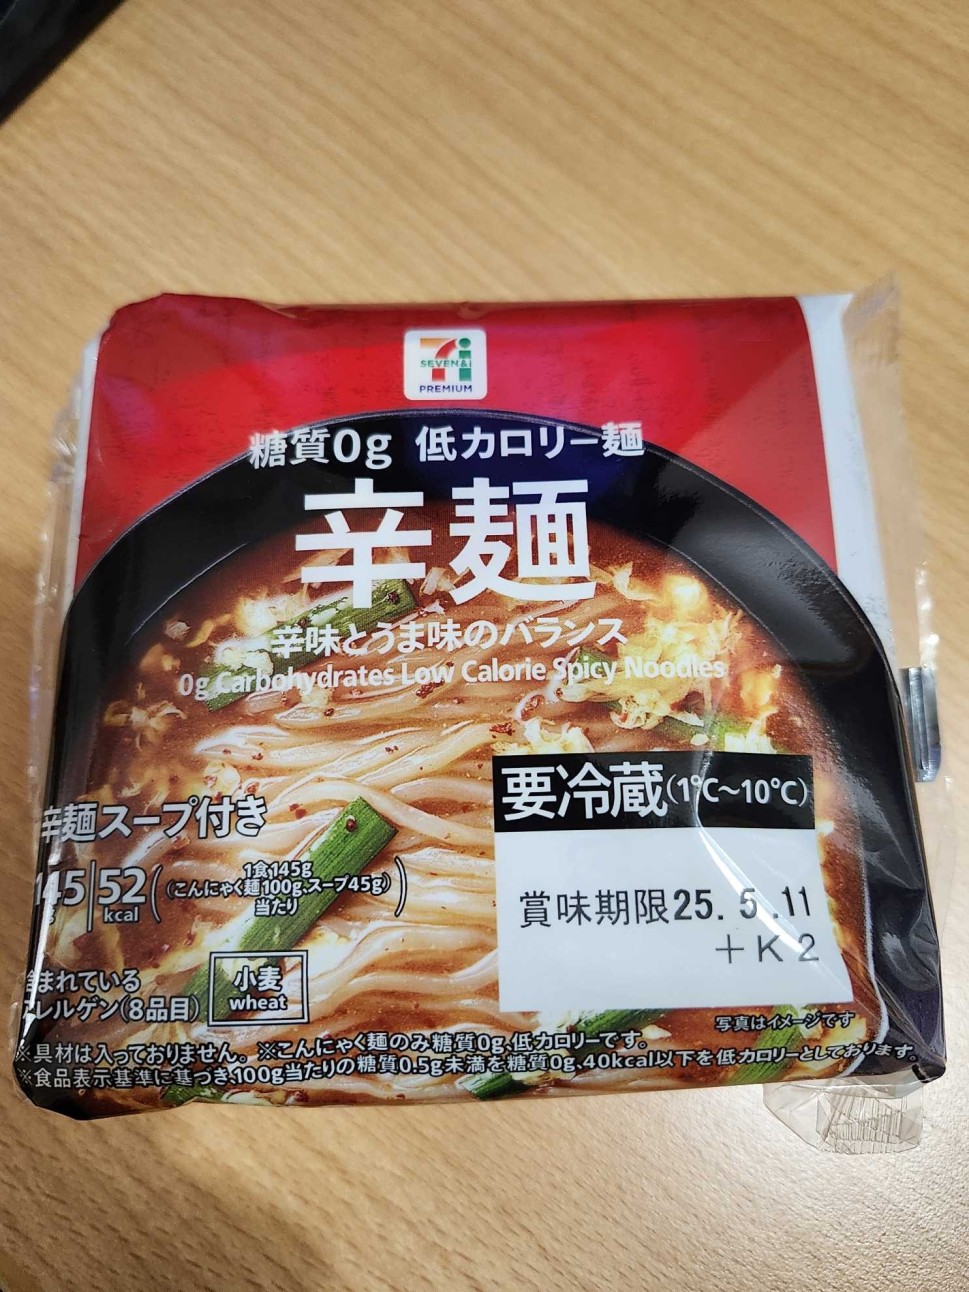 SEVEN&i
PREMIUM
糖質0g 低カロリー麺
辛麺
辛味とうま味のバランス
0g Carbohydrates Low Calorie Spicy Noodles
要冷蔵(1℃~10℃)
辛麺スープ付き
145 52 kcal (1食145g(こんにゃく麺100g、スープ45g)当たり)
賞味期限25.5.11
+K2
まれている
レルゲン(8品目)
小麦
wheat
写真はイメージです
※具材は入っておりません。※こんにゃく麺のみ糖質0g、低カロリーです。
※食品表示基準に基づき、100g当たりの糖質0.5g未満を糖質0g、40kcal以下を低カロリーとしております。